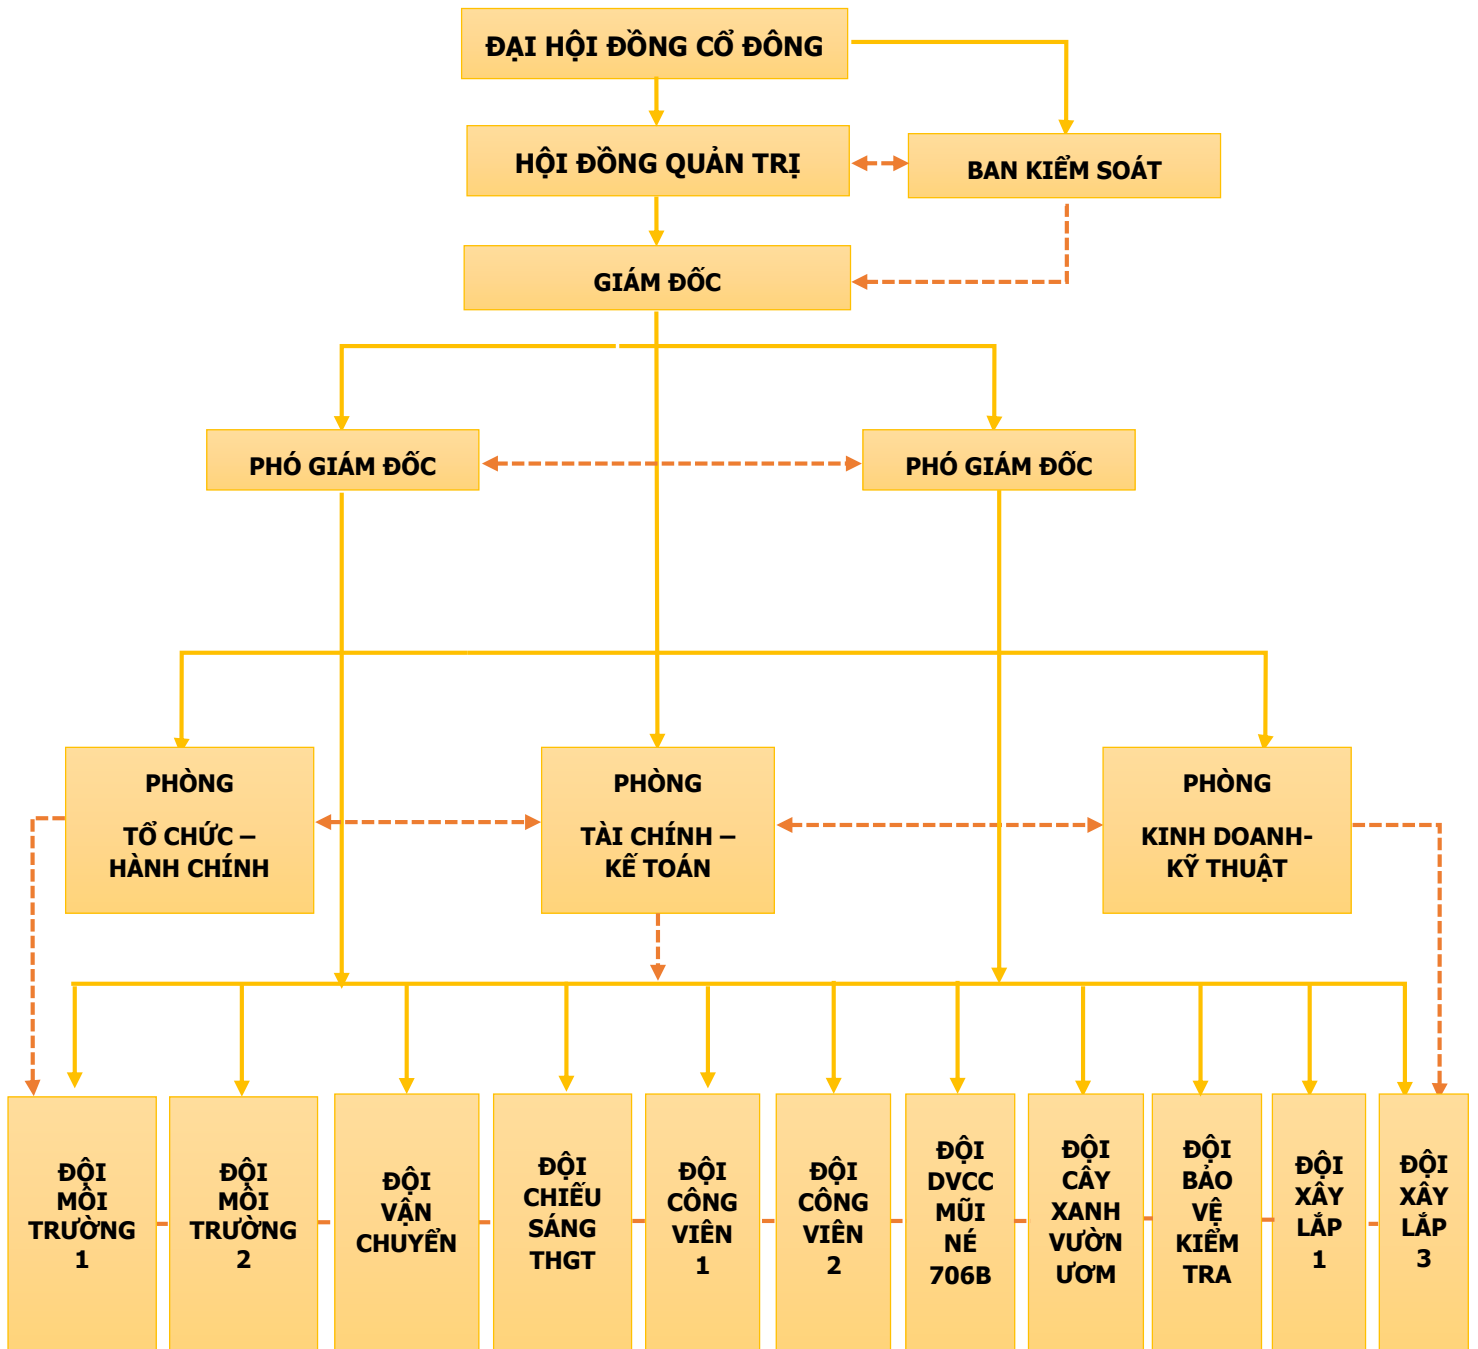 ĐẠI HỘI ĐỒNG CỔ ĐÔNG
HỘI ĐỒNG QUẢN TRỊ
BAN KIỂM SOÁT
GIÁM ĐỐC
PHÓ GIÁM ĐỐC
PHÓ GIÁM ĐỐC
PHÒNG
TỔ CHỨC –
HÀNH CHÍNH
PHÒNG
TÀI CHÍNH –
KẾ TOÁN
PHÒNG
KINH DOANH-
KỸ THUẬT
ĐỘI
MÔI
TRƯỜNG
1
ĐỘI
MÔI
TRƯỜNG
2
ĐỘI
VẬN
CHUYỂN
ĐỘI
CHIẾU
SÁNG
THGT
ĐỘI
CÔNG
VIÊN
1
ĐỘI
CÔNG
VIÊN
2
ĐỘI
DVCC
MŨI
NÉ
706B
ĐỘI
CÂY
XANH
VƯỜN
ƯƠM
ĐỘI
BẢO
VỆ
KIỂM
TRA
ĐỘI
XÂY
LẮP
1
ĐỘI
XÂY
LẮP
3